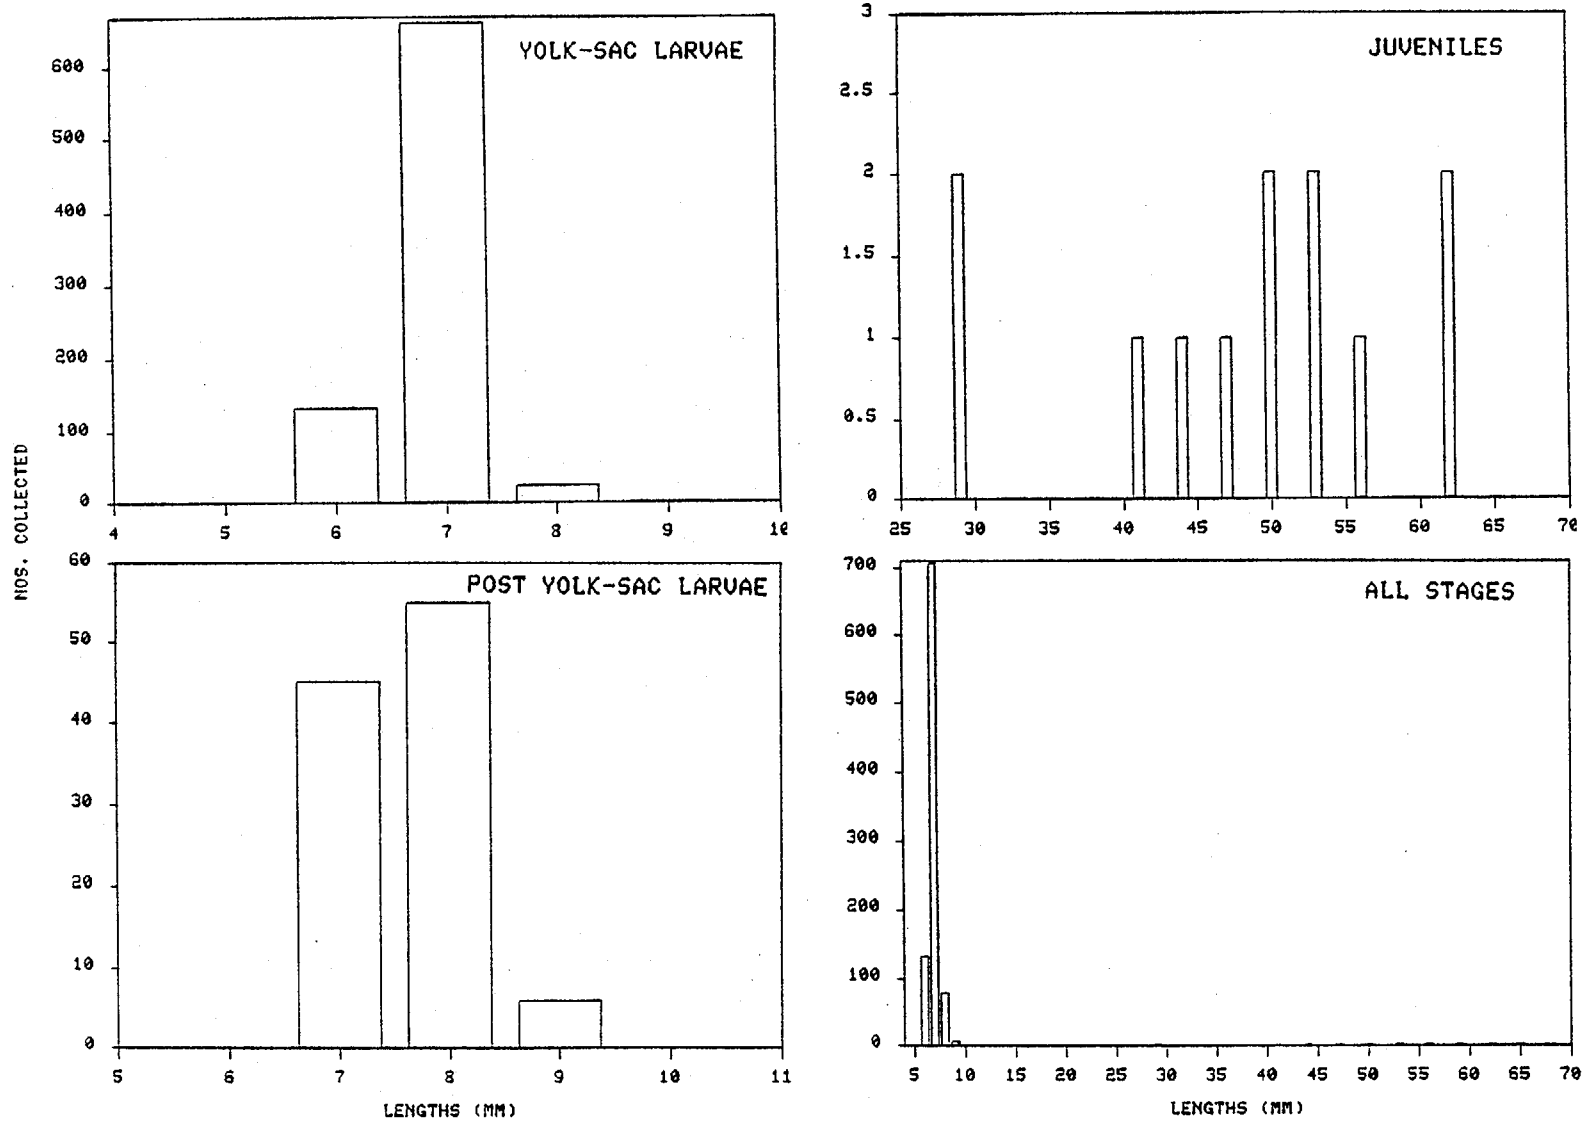 YOLK-SAC LARVAE
600
500
400
300
200
100
0
4 5 6 7 8 9 10
JUVENILES
3
2.5
2
1.5
1
0.5
0
25 30 35 40 45 50 55 60 65 70
NOS. COLLECTED
POST YOLK-SAC LARVAE
60
50
40
30
20
10
0
5 6 7 8 9 10 11
LENGTHS (MM)
ALL STAGES
700
600
500
400
300
200
100
0
5 10 15 20 25 30 35 40 45 50 55 60 65 70
LENGTHS (MM)